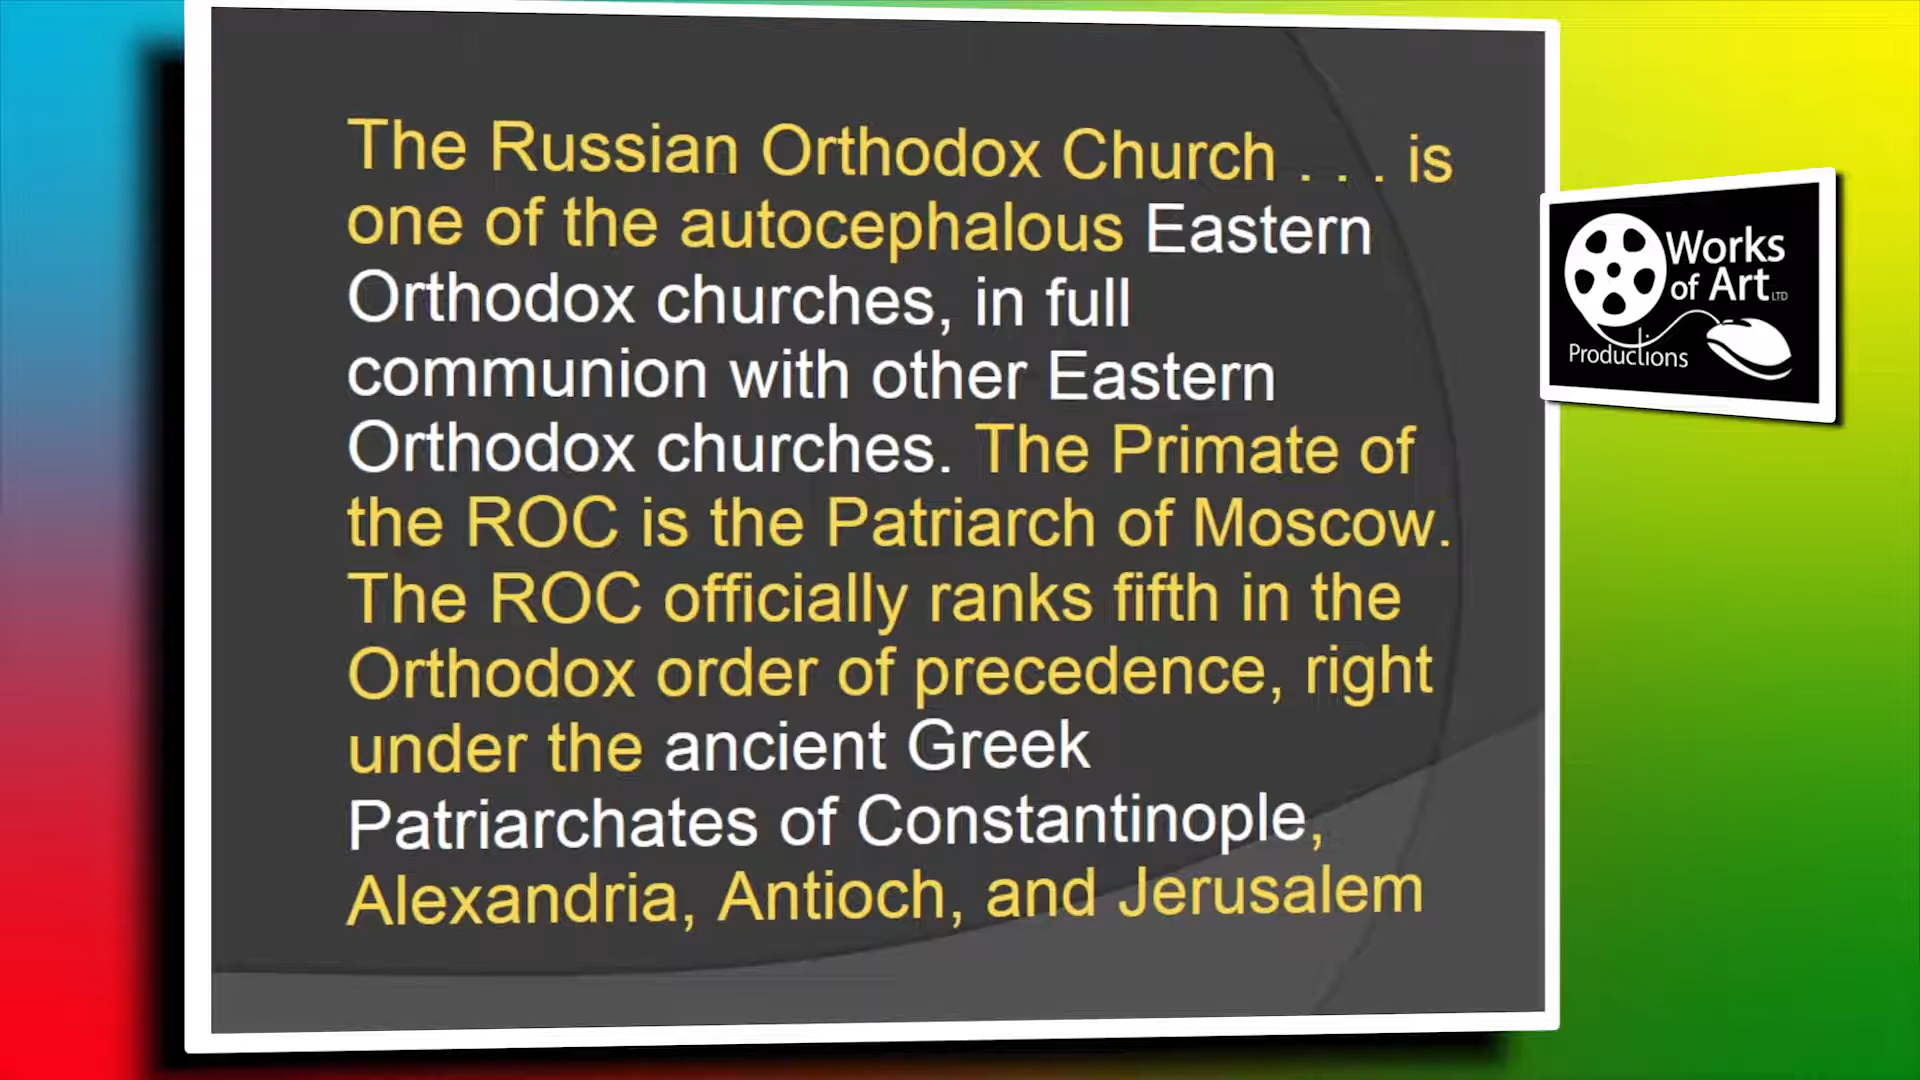 The Russian Orthodox Church . . . is
one of the autocephalous Eastern
Orthodox churches, in full
communion with other Eastern
Orthodox churches. The Primate of
the ROC is the Patriarch of Moscow.
The ROC officially ranks fifth in the
Orthodox order of precedence, right
under the ancient Greek
Patriarchates of Constantinople,
Alexandria, Antioch, and Jerusalem
Works
of Art LTD
Productions